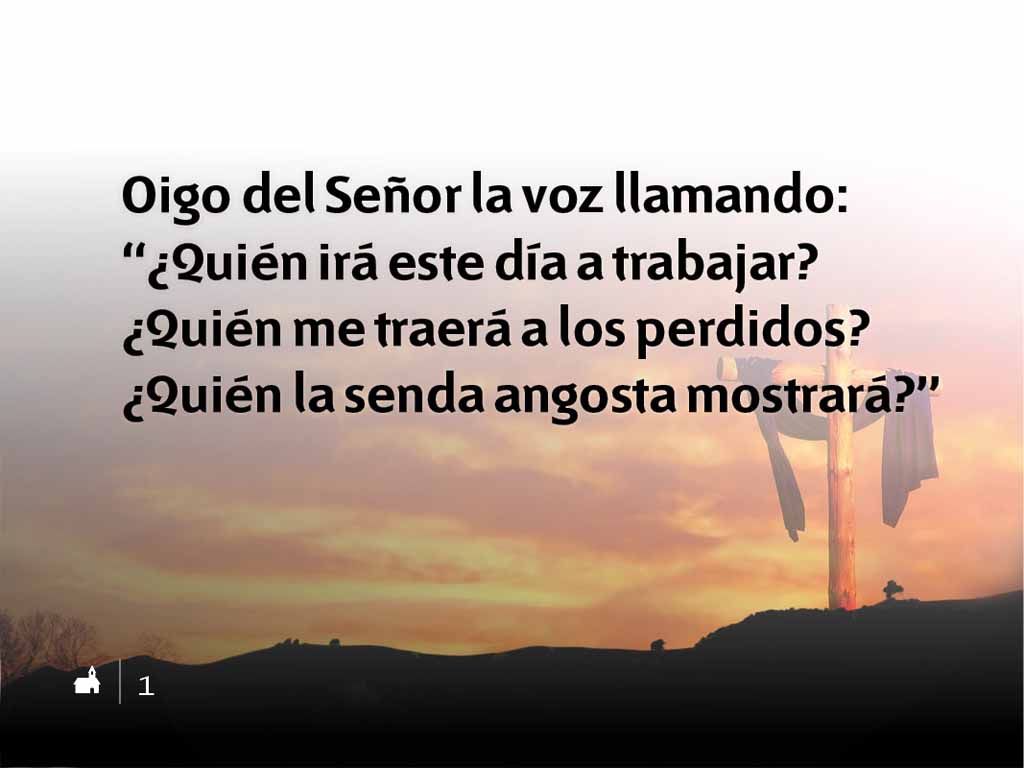 Oigo del Señor la voz llamando:
“¿Quién irá este día a trabajar?
¿Quién me traerá a los perdidos?
¿Quién la senda angosta mostrará?”
1